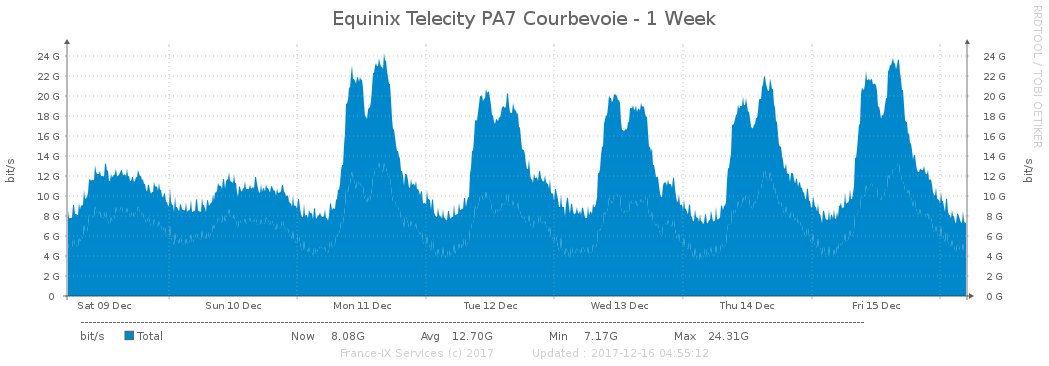 Equinix Telecity PA7 Courbevoie - 1 Week
RRDTOOL / TOBI OETIKER
bit/s
24 G 24 G
22 G 22 G
20 G 20 G
18 G 18 G
16 G 16 G
14 G 14 G
12 G 12 G
10 G 10 G
8 G 8 G
6 G 6 G
4 G 4 G
2 G 2 G
0 0 G
bit/s
Sat 09 Dec Sun 10 Dec Mon 11 Dec Tue 12 Dec Wed 13 Dec Thu 14 Dec Fri 15 Dec
bit/s Total Now 8.08G Avg 12.70G Min 7.17G Max 24.31G
France-IX Services (c) 2017 Updated : 2017-12-16 04:55:12